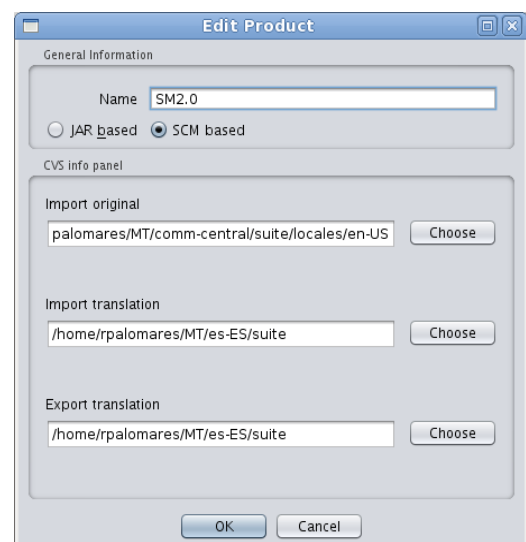 Edit Product
General Information
Name SM2.0
JAR based SCM based
CVS info panel
Import original
palomares/MT/comm-central/suite/locales/en-US Choose
Import translation
/home/rpalomares/MT/es-ES/suite Choose
Export translation
/home/rpalomares/MT/es-ES/suite Choose
OK Cancel